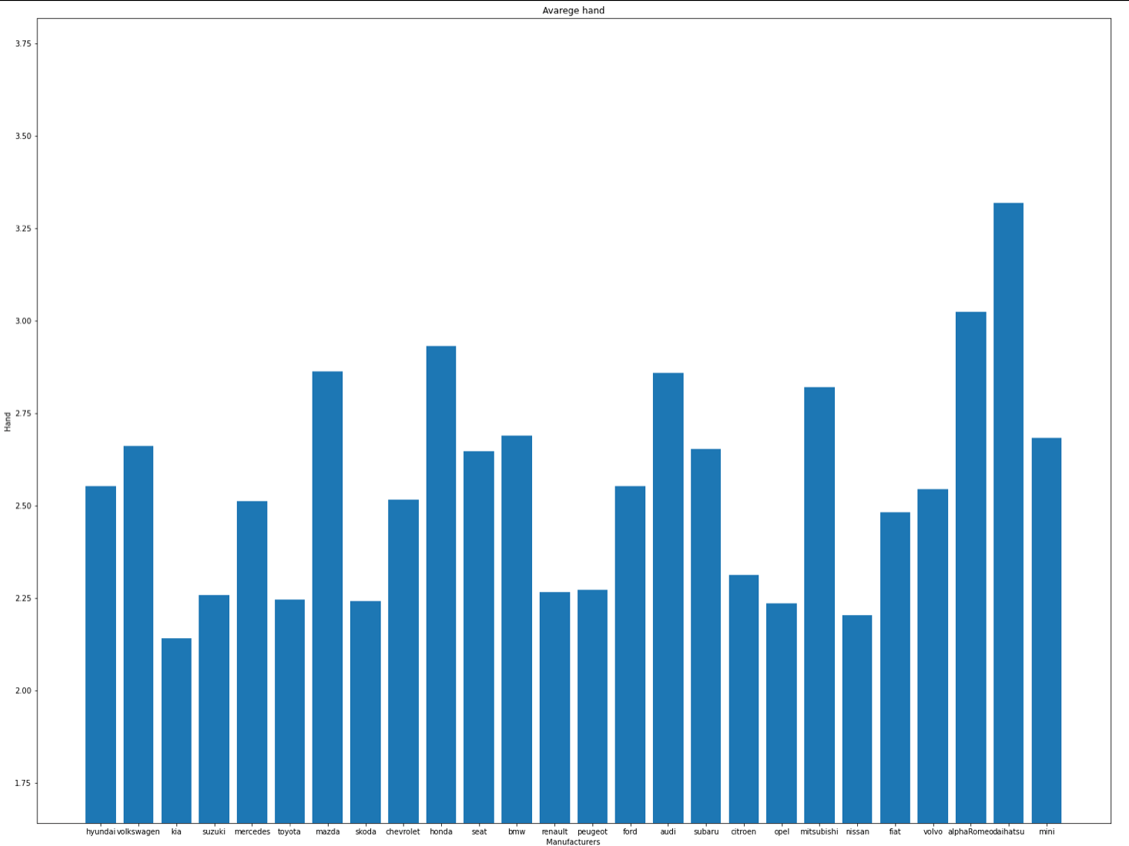 Avarege hand
3.75
3.50
3.25
3.00
2.75
2.50
2.25
2.00
1.75
Hand
hyundai volkswagen kia suzuki mercedes toyota mazda skoda chevrolet honda seat bmw renault peugeot ford audi subaru citroen opel mitsubishi nissan fiat volvo alphaRomeo daihatsu mini
Manufacturers